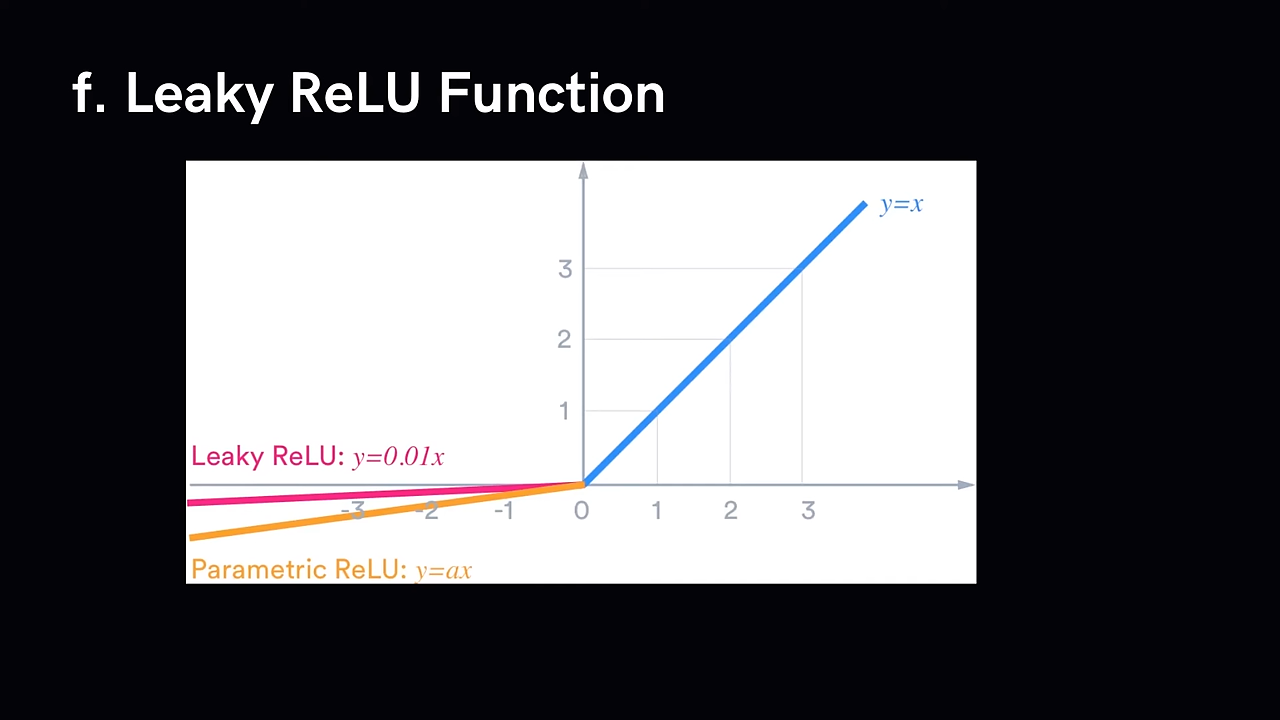 f. Leaky ReLU Function
y=x
3
2
1
Leaky ReLU: y=0.01x
-3 -2 -1 0 1 2 3
Parametric ReLU: y=ax